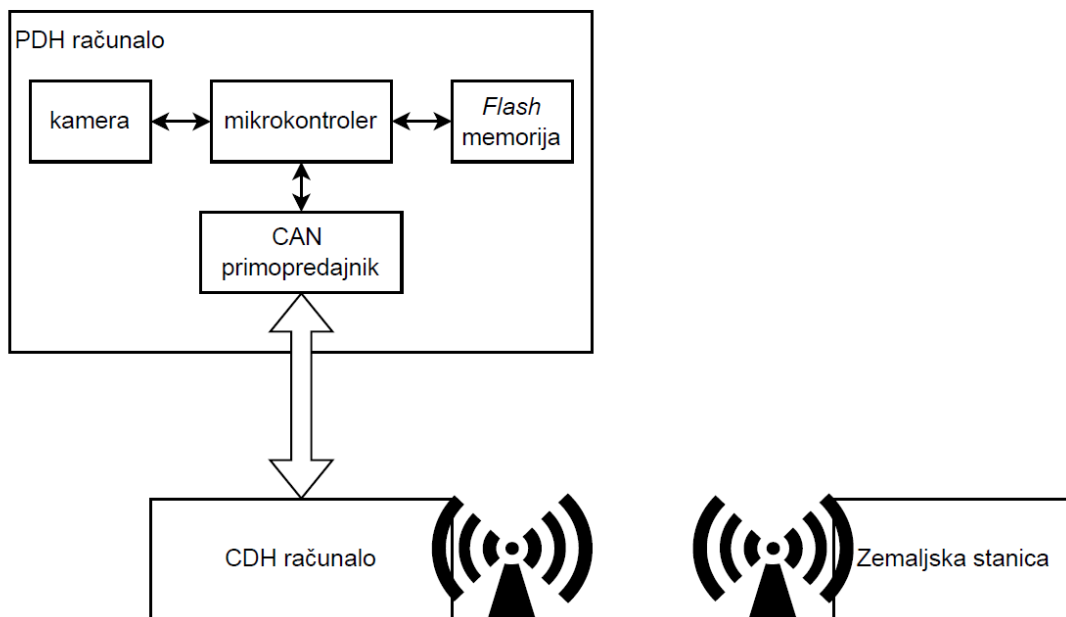 PDH računalo
kamera
mikrokontroler
Flash
memorija
CAN
primopredajnik
CDH računalo
Zemaljska stanica